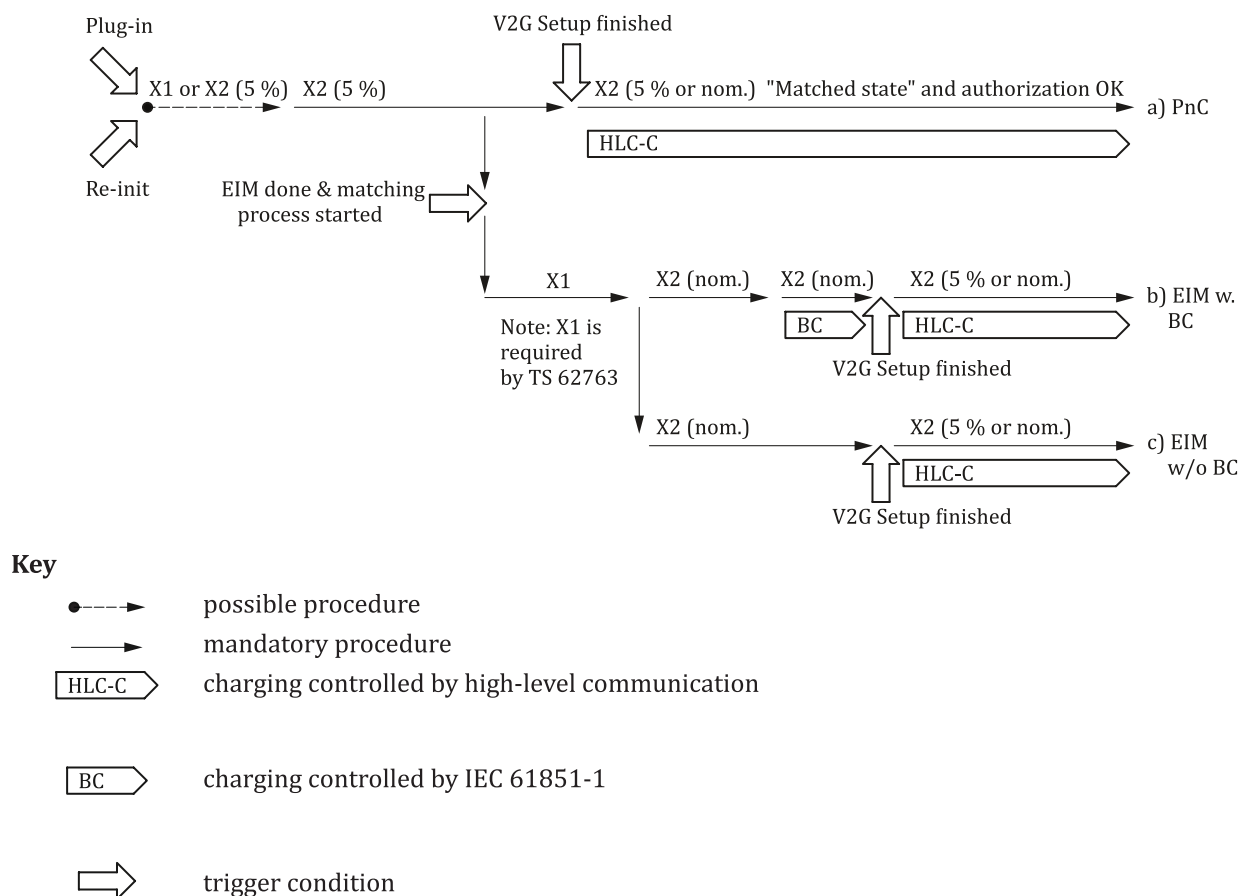 Plug-in
V2G Setup finished
X1 or X2 (5 %)
X2 (5 %)
X2 (5 % or nom.) "Matched state" and authorization OK
a) PnC
HLC-C
Re-init
EIM done & matching
process started
X1
X2 (nom.)
X2 (nom.)
X2 (5 % or nom.)
b) EIM w.
BC
BC
HLC-C
Note: X1 is
required
by TS 62763
V2G Setup finished
X2 (nom.)
X2 (5 % or nom.)
c) EIM
w/o BC
HLC-C
V2G Setup finished
Key
possible procedure
mandatory procedure
HLC-C
charging controlled by high-level communication
BC
charging controlled by IEC 61851-1
trigger condition